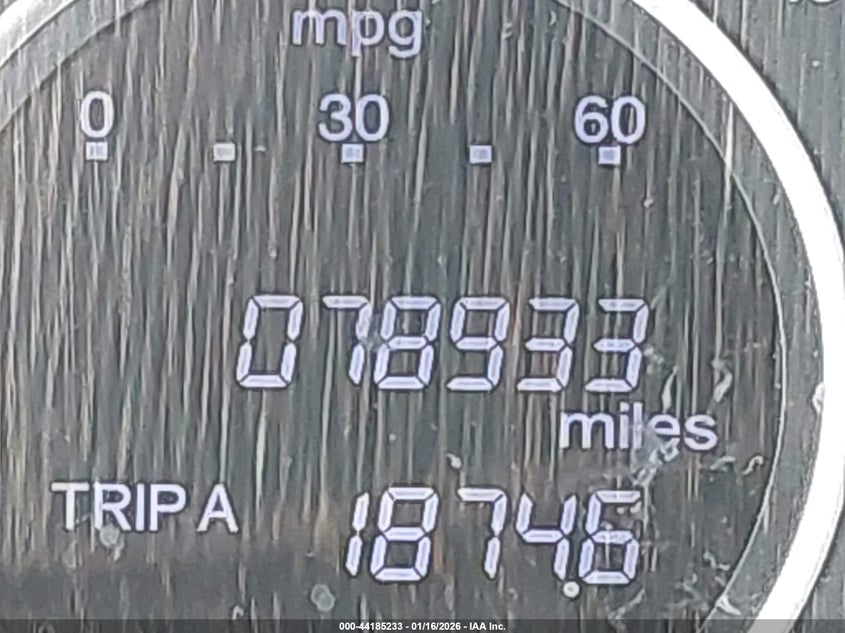 mpg
0 30 60
078933
miles
TRIP A 1874.6
000-44185233 - 01/16/2026 - IAA Inc.